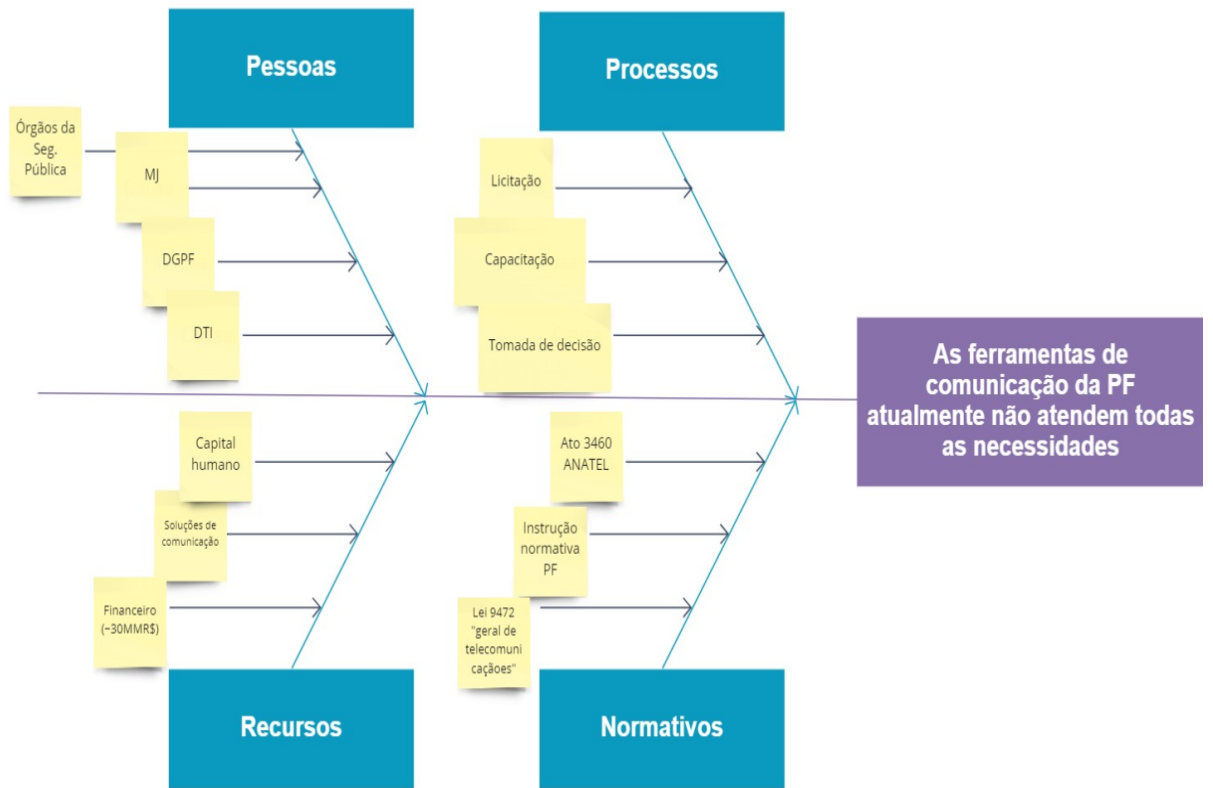 Pessoas
Processos
Órgãos da
Seg.
Pública
MJ
DGPF
DTI
Licitação
Capacitação
Tomada de decisão
As ferramentas de
comunicação da PF
atualmente não atendem todas
as necessidades
Capital
humano
Soluções de
comunicação
Financeiro
(~30MMR$)
Ato 3460
ANATEL
Instrução
normativa
PF
Lei 9472
"geral de
telecomuni
caçãoes"
Recursos
Normativos